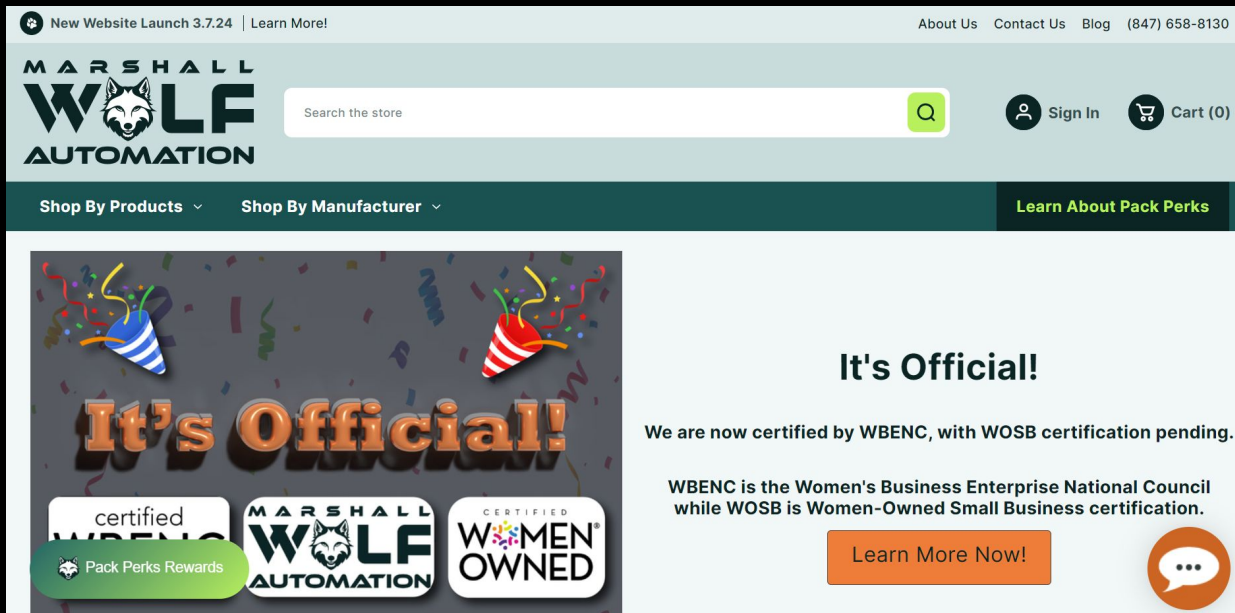 New Website Launch 3.7.24 | Learn More!
About Us Contact Us Blog (847) 658-8130
MARSHALL
WOLF
AUTOMATION
Search the store
Sign In
Cart (0)
Shop By Products
Shop By Manufacturer
Learn About Pack Perks
It's Official!
certified
WBENC
MARSHALL
WOLF
AUTOMATION
CERTIFIED
WOMEN®
OWNED
Pack Perks Rewards
It's Official!
We are now certified by WBENC, with WOSB certification pending.
WBENC is the Women's Business Enterprise National Council
while WOSB is Women-Owned Small Business certification.
Learn More Now!